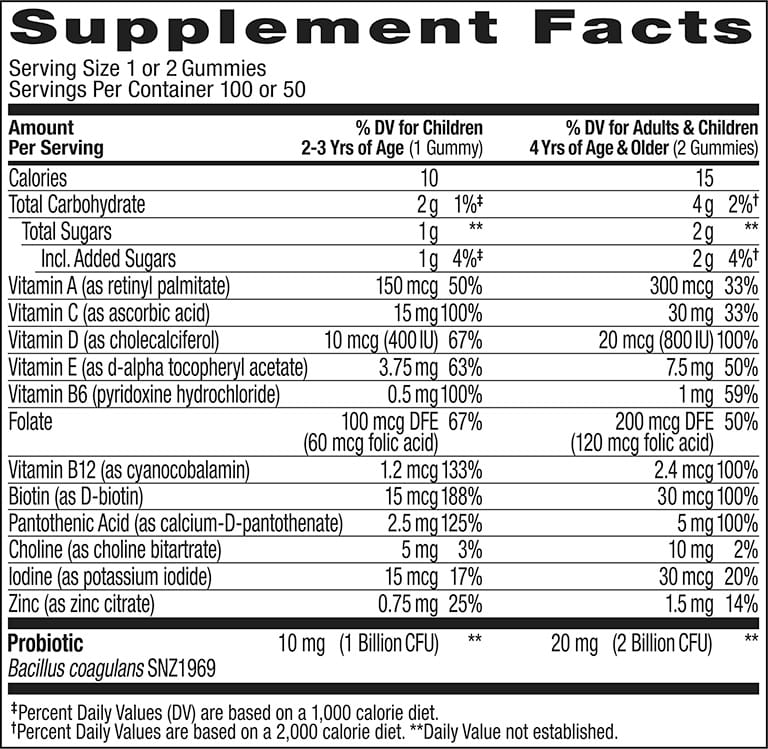 Supplement Facts
Serving Size 1 or 2 Gummies
Servings Per Container 100 or 50
Amount % DV for Children % DV for Adults & Children
Per Serving 2-3 Yrs of Age (1 Gummy) 4 Yrs of Age & Older (2 Gummies)
Calories 10 15
Total Carbohydrate 2 g 1%‡ 4 g 2%†
Total Sugars 1 g ** 2 g **
Incl. Added Sugars 1 g 4%‡ 2 g 4%†
Vitamin A (as retinyl palmitate) 150 mcg 50% 300 mcg 33%
Vitamin C (as ascorbic acid) 15 mg 100% 30 mg 33%
Vitamin D (as cholecalciferol) 10 mcg (400 IU) 67% 20 mcg (800 IU) 100%
Vitamin E (as d-alpha tocopheryl acetate) 3.75 mg 63% 7.5 mg 50%
Vitamin B6 (pyridoxine hydrochloride) 0.5 mg 100% 1 mg 59%
Folate 100 mcg DFE 67% 200 mcg DFE 50%
(60 mcg folic acid) (120 mcg folic acid)
Vitamin B12 (as cyanocobalamin) 1.2 mcg 133% 2.4 mcg 100%
Biotin (as D-biotin) 15 mcg 188% 30 mcg 100%
Pantothenic Acid (as calcium-D-pantothenate) 2.5 mg 125% 5 mg 100%
Choline (as choline bitartrate) 5 mg 3% 10 mg 2%
Iodine (as potassium iodide) 15 mcg 17% 30 mcg 20%
Zinc (as zinc citrate) 0.75 mg 25% 1.5 mg 14%
Probiotic 10 mg (1 Billion CFU) ** 20 mg (2 Billion CFU) **
Bacillus coagulans SNZ1969
‡Percent Daily Values (DV) are based on a 1,000 calorie diet.
†Percent Daily Values are based on a 2,000 calorie diet. **Daily Value not established.